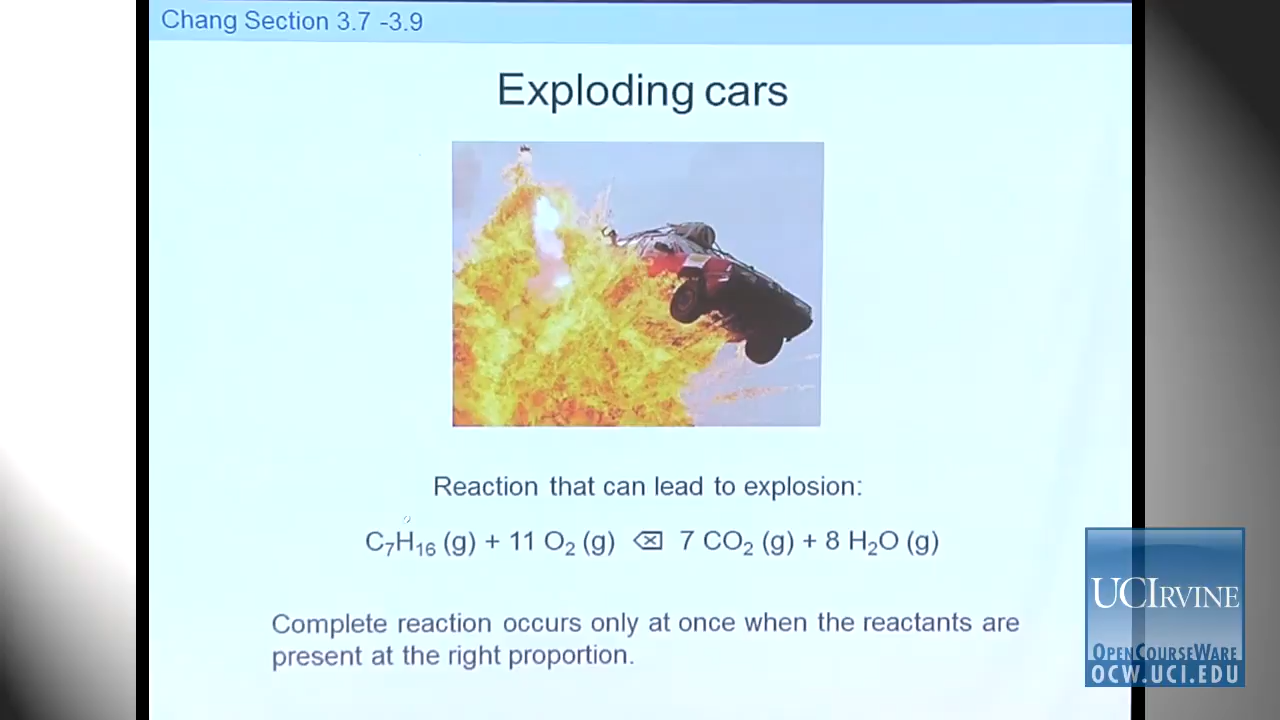 Chang Section 3.7 -3.9
Exploding cars
Reaction that can lead to explosion:
C₇H₁₆ (g) + 11 O₂ (g) ⌫ 7 CO₂ (g) + 8 H₂O (g)
Complete reaction occurs only at once when the reactants are
present at the right proportion.
UCIRVINE
OPENCOURSEWARE
OCW.UCI.EDU